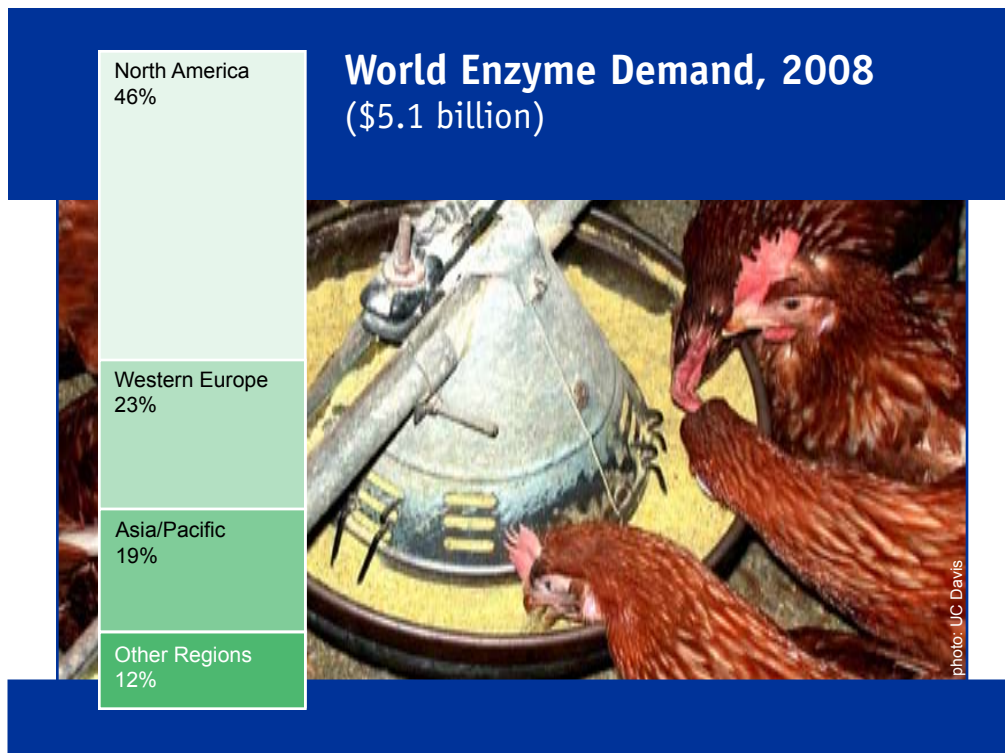 World Enzyme Demand, 2008
($5.1 billion)
North America
46%
Western Europe
23%
Asia/Pacific
19%
Other Regions
12%
photo: UC Davis